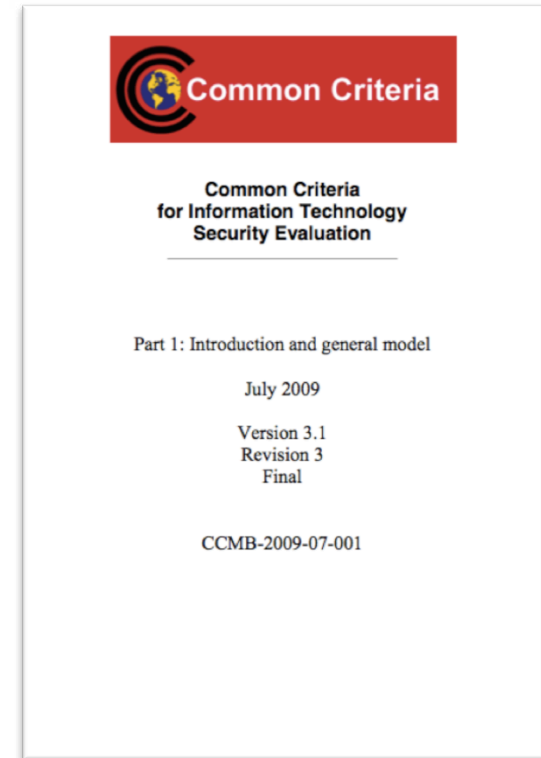 Common Criteria
Common Criteria
for Information Technology
Security Evaluation
Part 1: Introduction and general model
July 2009
Version 3.1
Revision 3
Final
CCMB-2009-07-001